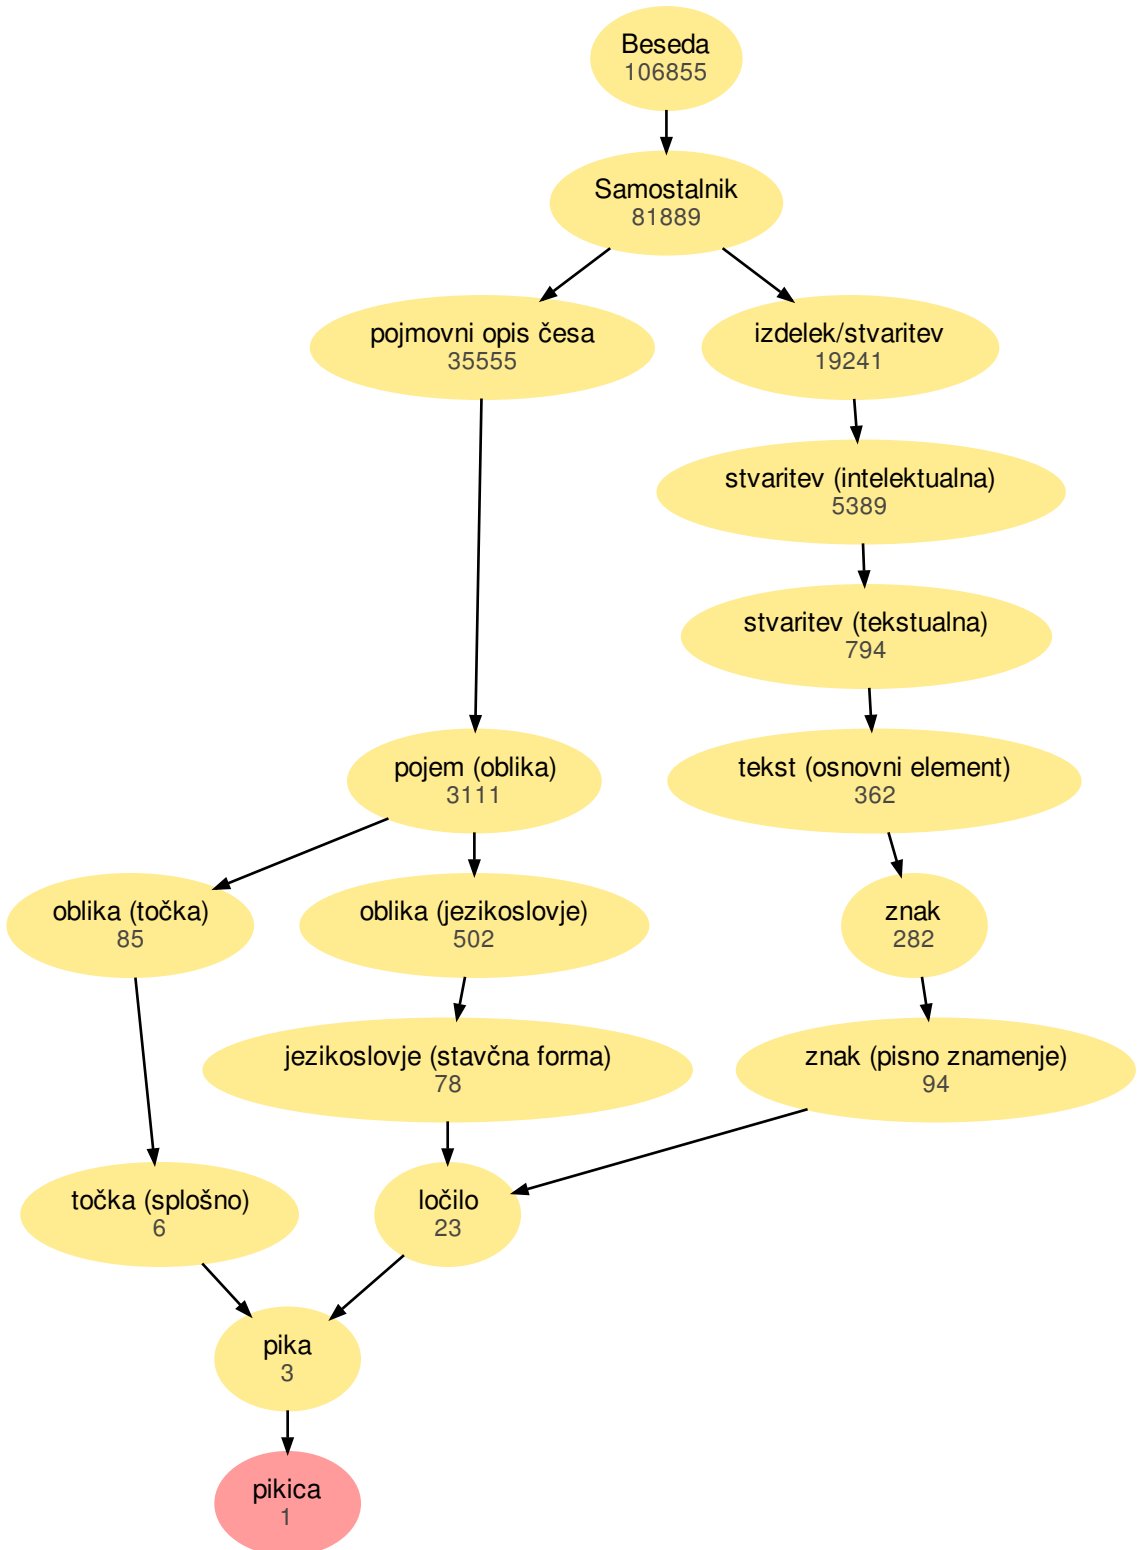 Beseda
106855
Samostalnik
81889
pojmovni opis česa
35555
izdelek/stvaritev
19241
stvaritev (intelektualna)
5389
stvaritev (tekstualna)
794
pojem (oblika)
3111
tekst (osnovni element)
362
oblika (točka)
85
oblika (jezikoslovje)
502
znak
282
jezikoslovje (stavčna forma)
78
znak (pisno znamenje)
94
točka (splošno)
6
ločilo
23
pika
3
pikica
1